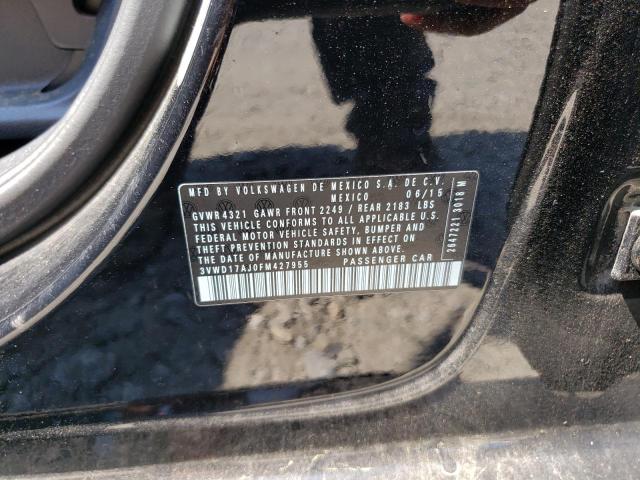 MFD BY VOLKSWAGEN DE MEXICO S.A. DE C.V.
MEXICO 06/15
GVWR 4321 GAWR FRONT 2249 / REAR 2183 LBS
THIS VEHICLE CONFORMS TO ALL APPLICABLE U.S.
FEDERAL MOTOR VEHICLE SAFETY, BUMPER AND
THEFT PREVENTION STANDARDS IN EFFECT ON
THE DATE OF MANUFACTURE SHOWN ABOVE.
3VWD17AJ0FM427955 PASSENGER CAR
2647221 3018 M